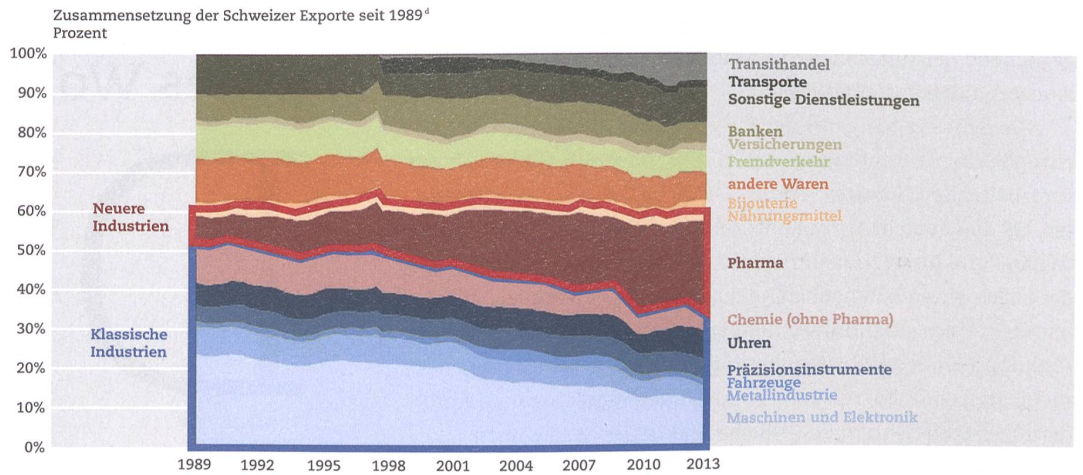 Zusammensetzung der Schweizer Exporte seit 1989ᵈ
Prozent
100%
90%
80%
70%
60%
50%
40%
30%
20%
10%
0%
Neuere
Industrien
Klassische
Industrien
Transithandel
Transporte
Sonstige Dienstleistungen
Banken
Versicherungen
Fremdverkehr
andere Waren
Bijouterie
Nahrungsmittel
Pharma
Chemie (ohne Pharma)
Uhren
Präzisionsinstrumente
Fahrzeuge
Metallindustrie
Maschinen und Elektronik
1989 1992 1995 1998 2001 2004 2007 2010 2013